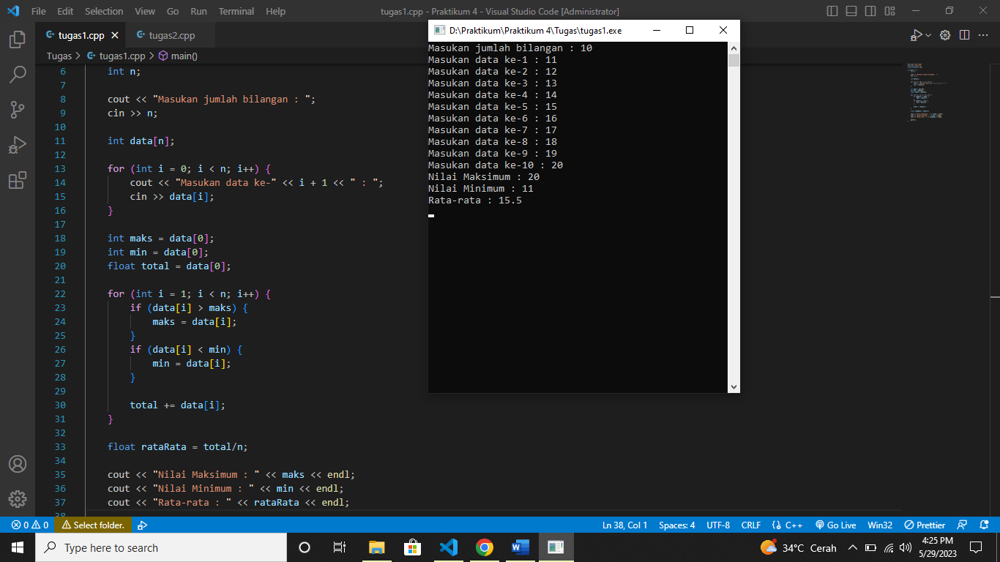 File Edit Selection View Go Run Terminal Help
tugas1.cpp - Praktikum 4 - Visual Studio Code [Administrator]
tugas1.cpp
tugas2.cpp
Tugas > tugas1.cpp > main()
6 int n;
7
8 cout << "Masukan jumlah bilangan : ";
9 cin >> n;
10
11 int data[n];
12
13 for (int i = 0; i < n; i++) {
14 cout << "Masukan data ke-" << i + 1 << " : ";
15 cin >> data[i];
16 }
17
18 int maks = data[0];
19 int min = data[0];
20 float total = data[0];
21
22 for (int i = 1; i < n; i++) {
23 if (data[i] > maks) {
24 maks = data[i];
25 }
26 if (data[i] < min) {
27 min = data[i];
28 }
29
30 total += data[i];
31 }
32
33 float rataRata = total/n;
34
35 cout << "Nilai Maksimum : " << maks << endl;
36 cout << "Nilai Minimum : " << min << endl;
37 cout << "Rata-rata : " << rataRata << endl;
38
D:\Praktikum\Praktikum 4\Tugas\tugas1.exe
Masukan jumlah bilangan : 10
Masukan data ke-1 : 11
Masukan data ke-2 : 12
Masukan data ke-3 : 13
Masukan data ke-4 : 14
Masukan data ke-5 : 15
Masukan data ke-6 : 16
Masukan data ke-7 : 17
Masukan data ke-8 : 18
Masukan data ke-9 : 19
Masukan data ke-10 : 20
Nilai Maksimum : 20
Nilai Minimum : 11
Rata-rata : 15.5
0 0 Select folder. Ln 38, Col 1 Spaces: 4 UTF-8 CRLF C++ Go Live Win32 Prettier
Type here to search
34°C Cerah
4:25 PM
5/29/2023